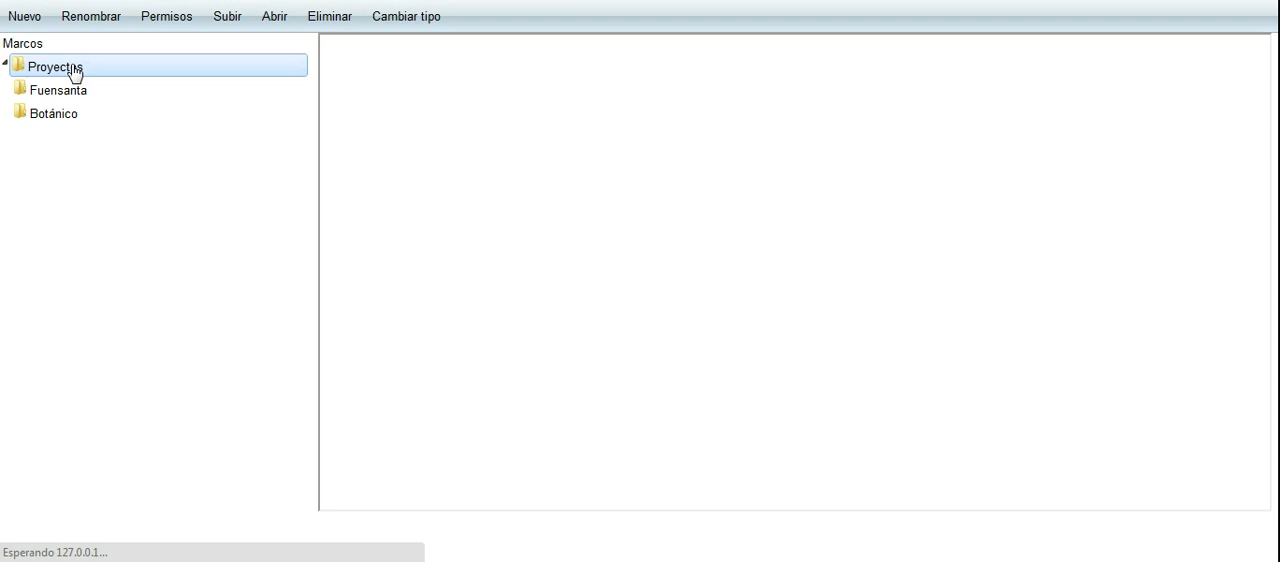 Nuevo Renombrar Permisos Subir Abrir Eliminar Cambiar tipo
Marcos
Proyectos
Fuensanta
Botánico
Esperando 127.0.0.1...